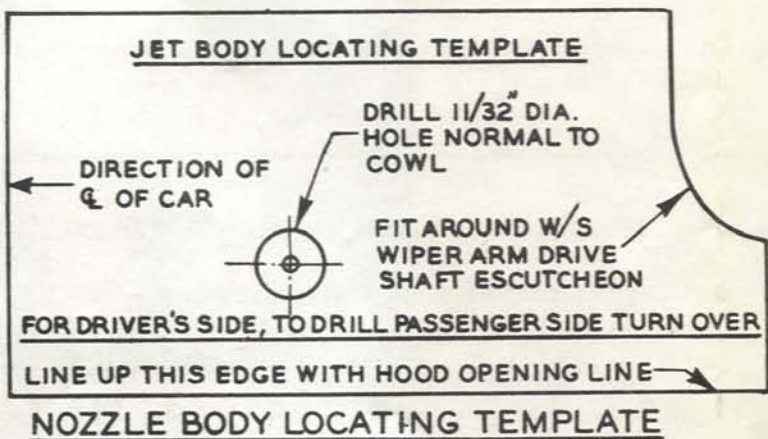 JET BODY LOCATING TEMPLATE
DRILL 11/32" DIA.
HOLE NORMAL TO
COWL
DIRECTION OF
℄ OF CAR
FIT AROUND W/S
WIPER ARM DRIVE
SHAFT ESCUTCHEON
FOR DRIVER'S SIDE, TO DRILL PASSENGER SIDE TURN OVER
LINE UP THIS EDGE WITH HOOD OPENING LINE
NOZZLE BODY LOCATING TEMPLATE